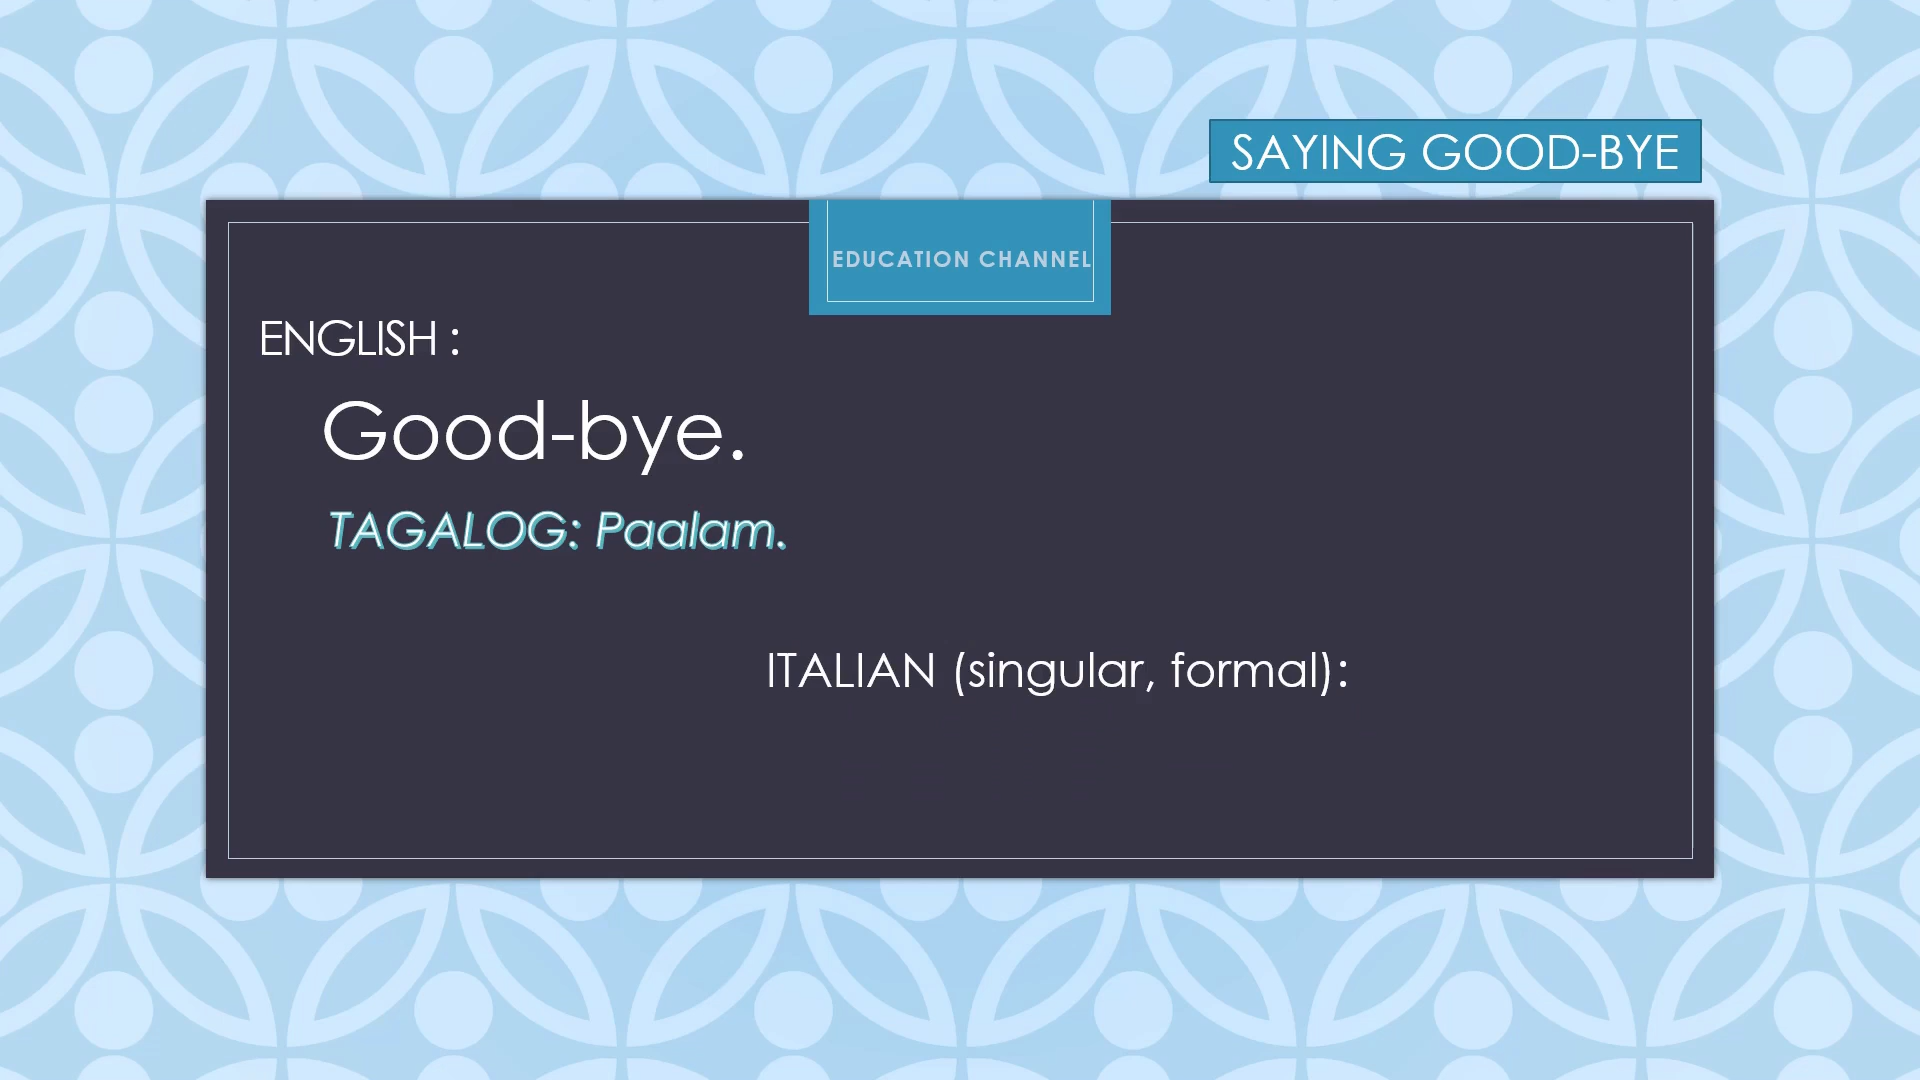 SAYING GOOD-BYE
EDUCATION CHANNEL
ENGLISH :
Good-bye.
TAGALOG: Paalam.
ITALIAN (singular, formal):